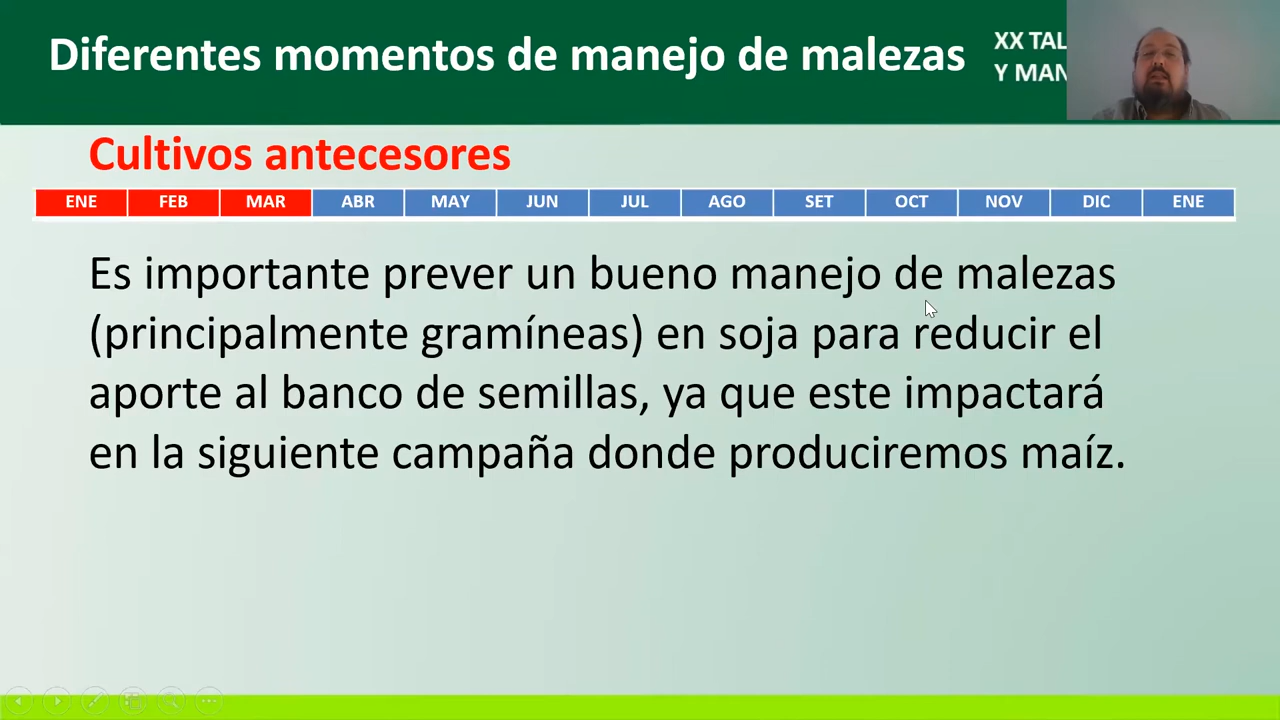 Diferentes momentos de manejo de malezas
XX TAL
Y MAN
Cultivos antecesores
ENE FEB MAR ABR MAY JUN JUL AGO SET OCT NOV DIC ENE
Es importante prever un bueno manejo de malezas
(principalmente gramíneas) en soja para reducir el
aporte al banco de semillas, ya que este impactará
en la siguiente campaña donde produciremos maíz.